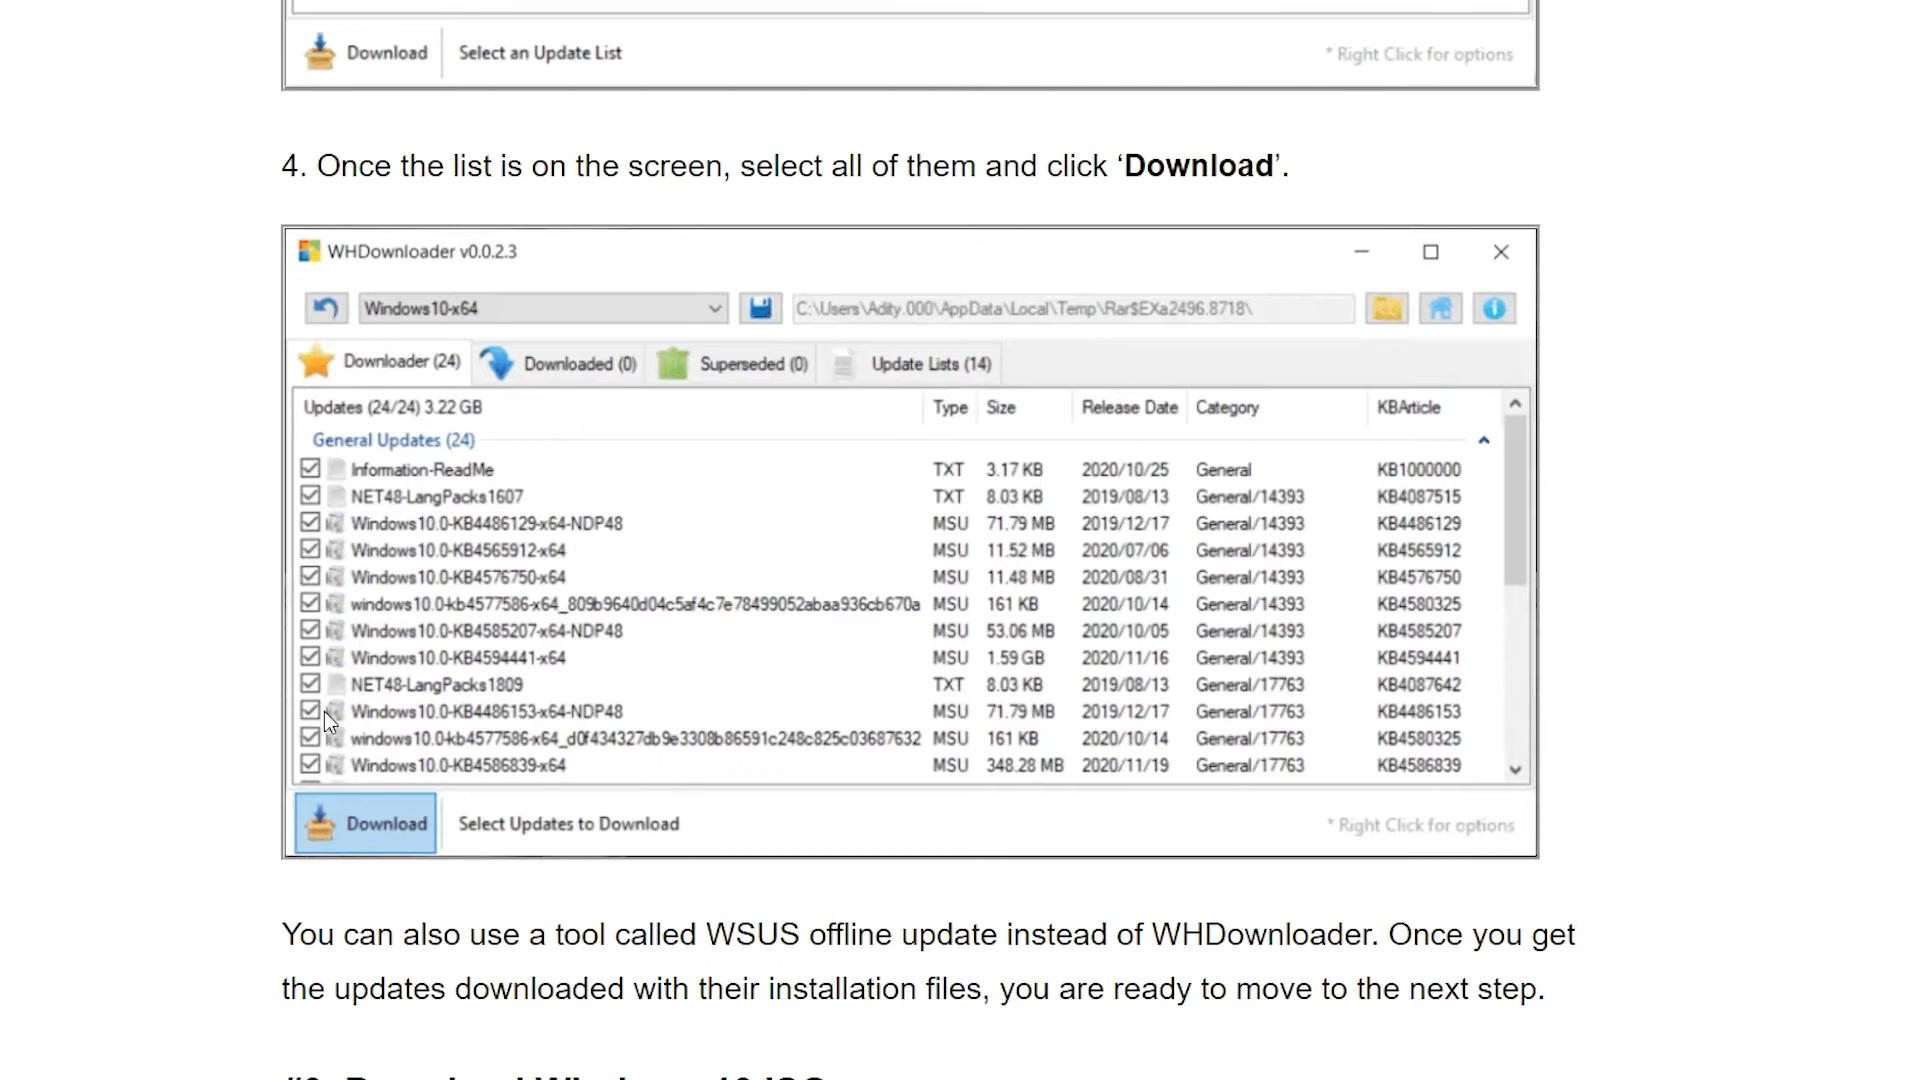 Download Select an Update List * Right Click for options
4. Once the list is on the screen, select all of them and click ‘Download’.
WHDownloader v0.0.2.3
Windows10-x64 C:\Users\Adity.000\AppData\Local\Temp\Rar$EXa2496.8718\
Downloader (24) Downloaded (0) Superseded (0) Update Lists (14)
Updates (24/24) 3.22 GB Type Size Release Date Category KBArticle
General Updates (24)
Information-ReadMe TXT 3.17 KB 2020/10/25 General KB1000000
NET48-LangPacks1607 TXT 8.03 KB 2019/08/13 General/14393 KB4087515
Windows10.0-KB4486129-x64-NDP48 MSU 71.79 MB 2019/12/17 General/14393 KB4486129
Windows10.0-KB4565912-x64 MSU 11.52 MB 2020/07/06 General/14393 KB4565912
Windows10.0-KB4576750-x64 MSU 11.48 MB 2020/08/31 General/14393 KB4576750
windows10.0-kb4577586-x64_809b9640d04c5af4c7e78499052abaa936cb670a MSU 161 KB 2020/10/14 General/14393 KB4580325
Windows10.0-KB4585207-x64-NDP48 MSU 53.06 MB 2020/10/05 General/14393 KB4585207
Windows10.0-KB4594441-x64 MSU 1.59 GB 2020/11/16 General/14393 KB4594441
NET48-LangPacks1809 TXT 8.03 KB 2019/08/13 General/17763 KB4087642
Windows10.0-KB4486153-x64-NDP48 MSU 71.79 MB 2019/12/17 General/17763 KB4486153
windows10.0-kb4577586-x64_d0f434327db9e3308b86591c248c825c03687632 MSU 161 KB 2020/10/14 General/17763 KB4580325
Windows10.0-KB4586839-x64 MSU 348.28 MB 2020/11/19 General/17763 KB4586839
Download Select Updates to Download * Right Click for options
You can also use a tool called WSUS offline update instead of WHDownloader. Once you get
the updates downloaded with their installation files, you are ready to move to the next step.